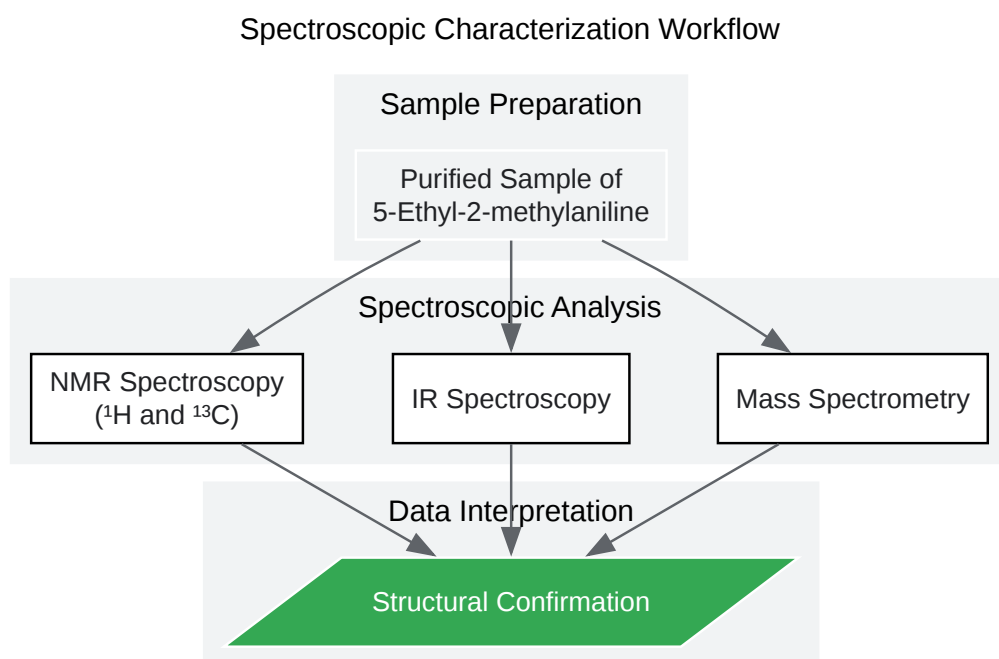 Spectroscopic Characterization Workflow
Sample Preparation
Purified Sample of
5-Ethyl-2-methylaniline
Spectroscopic Analysis
NMR Spectroscopy
(¹H and ¹³C)
IR Spectroscopy
Mass Spectrometry
Data Interpretation
Structural Confirmation